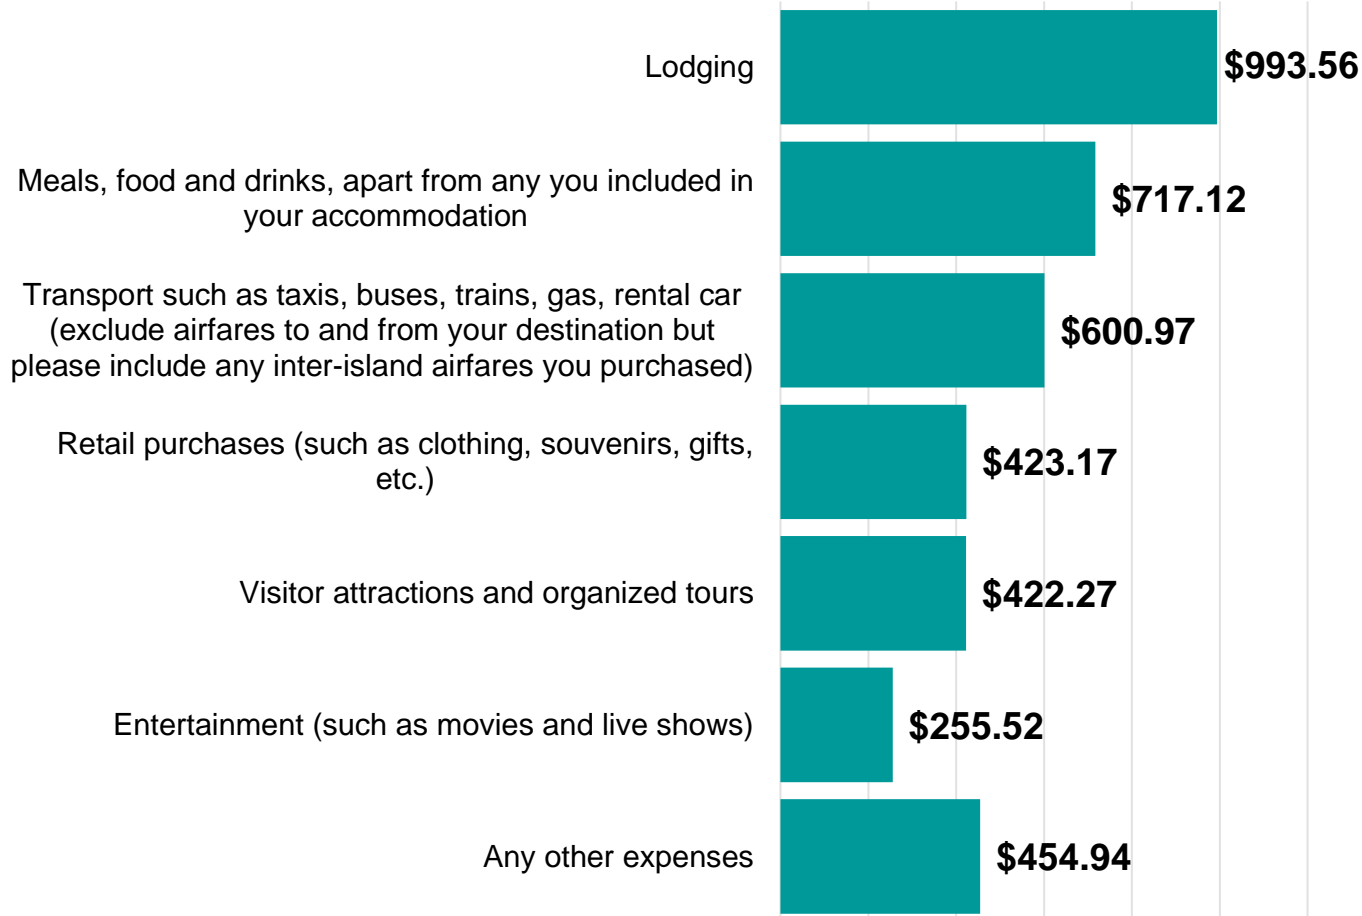 Lodging
$993.56
Meals, food and drinks, apart from any you included in
your accommodation
$717.12
Transport such as taxis, buses, trains, gas, rental car
(exclude airfares to and from your destination but
please include any inter-island airfares you purchased)
$600.97
Retail purchases (such as clothing, souvenirs, gifts,
etc.)
$423.17
Visitor attractions and organized tours
$422.27
Entertainment (such as movies and live shows)
$255.52
Any other expenses
$454.94